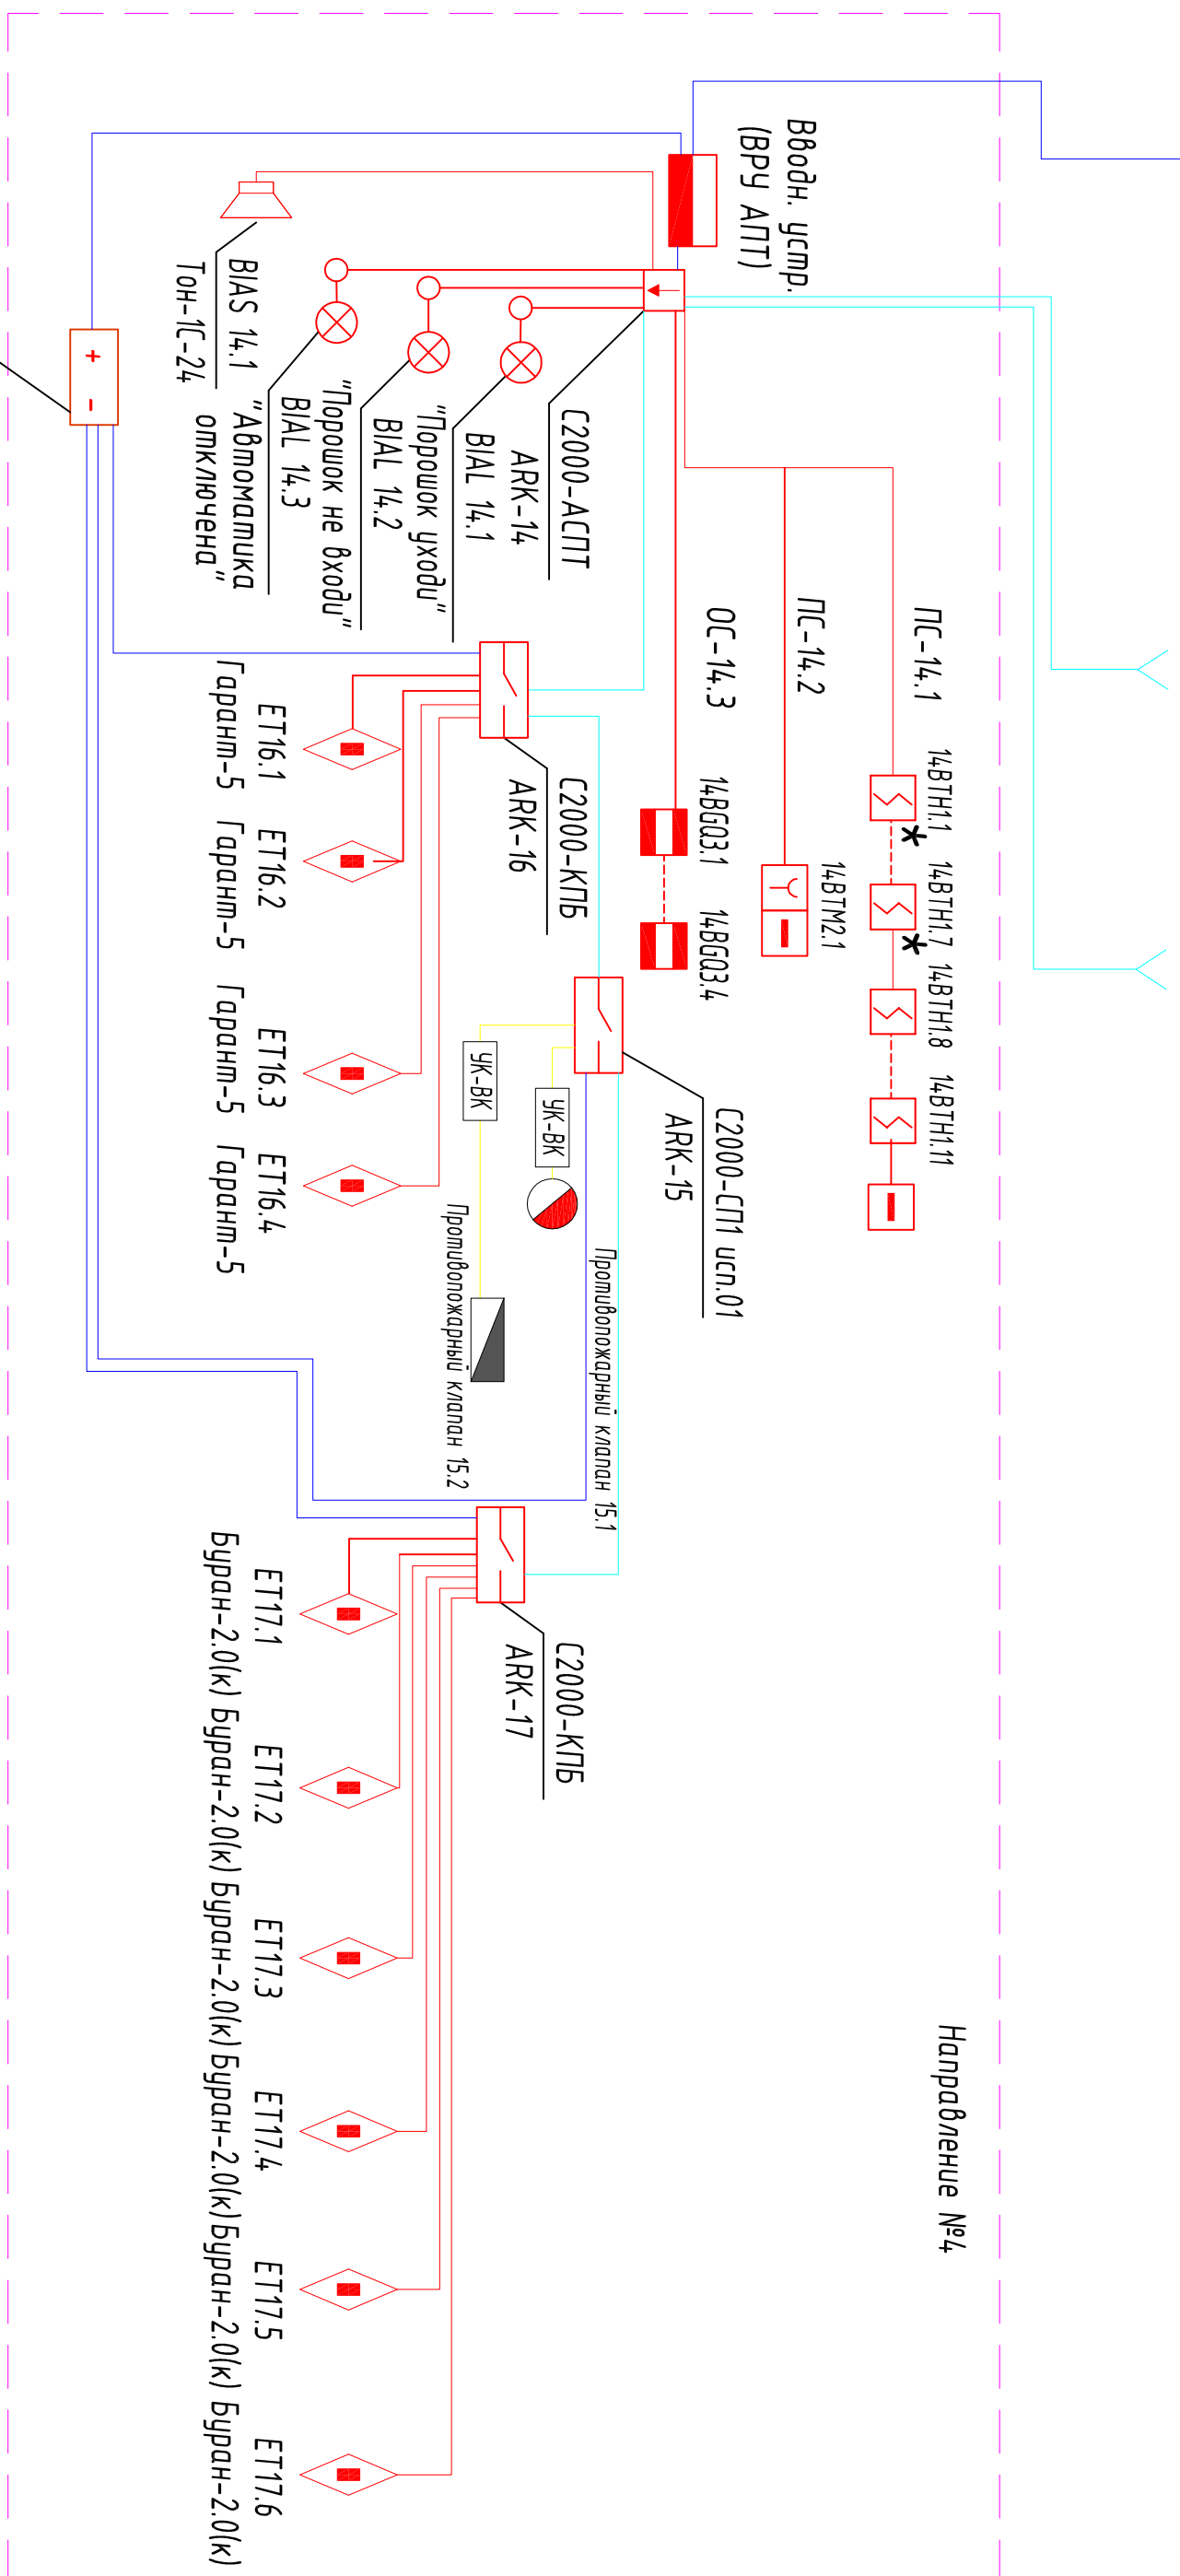 Направление №4
ПС-14.1
14ВТН1.1
14ВТН1.7
14ВТН1.8
14ВТН1.11
*
*
Вводн. устр.
(ВРУ АПТ)
ПС-14.2
14ВТМ2.1
ОС-14.3
14BGQ3.1
14BGQ3.4
С2000-СП1 исп.01
ARK-15
Противопожарный клапан 15.1
УК-ВК
УК-ВК
Противопожарный клапан 15.2
С2000-АСПТ
ARK-14
BIAL 14.1
"Порошок уходи"
BIAL 14.2
"Порошок не входи"
BIAL 14.3
"Автоматика
отключена"
BIAS 14.1
Тон-1С-24
+ -
С2000-КПБ
ARK-16
ET16.1
Гарант-5
ET16.2
Гарант-5
ET16.3
Гарант-5
ET16.4
Гарант-5
С2000-КПБ
ARK-17
ET17.1
Буран-2.0(к)
ET17.2
Буран-2.0(к)
ET17.3
Буран-2.0(к)
ET17.4
Буран-2.0(к)
ET17.5
Буран-2.0(к)
ET17.6
Буран-2.0(к)